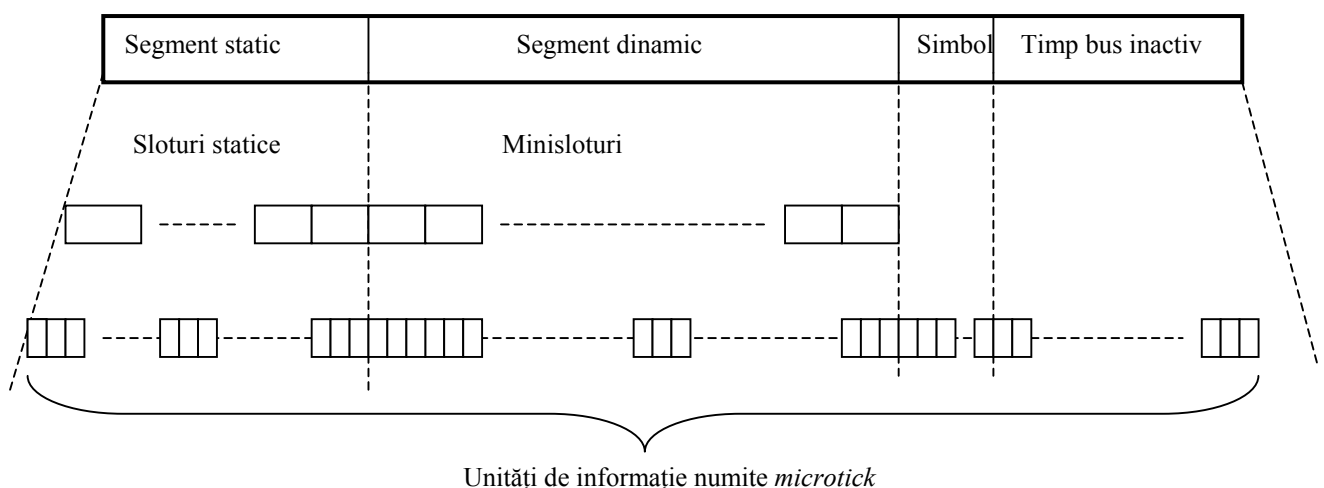 Segment static
Segment dinamic
Simbol
Timp bus inactiv
Sloturi statice
Minisloturi
Unități de informație numite microtick